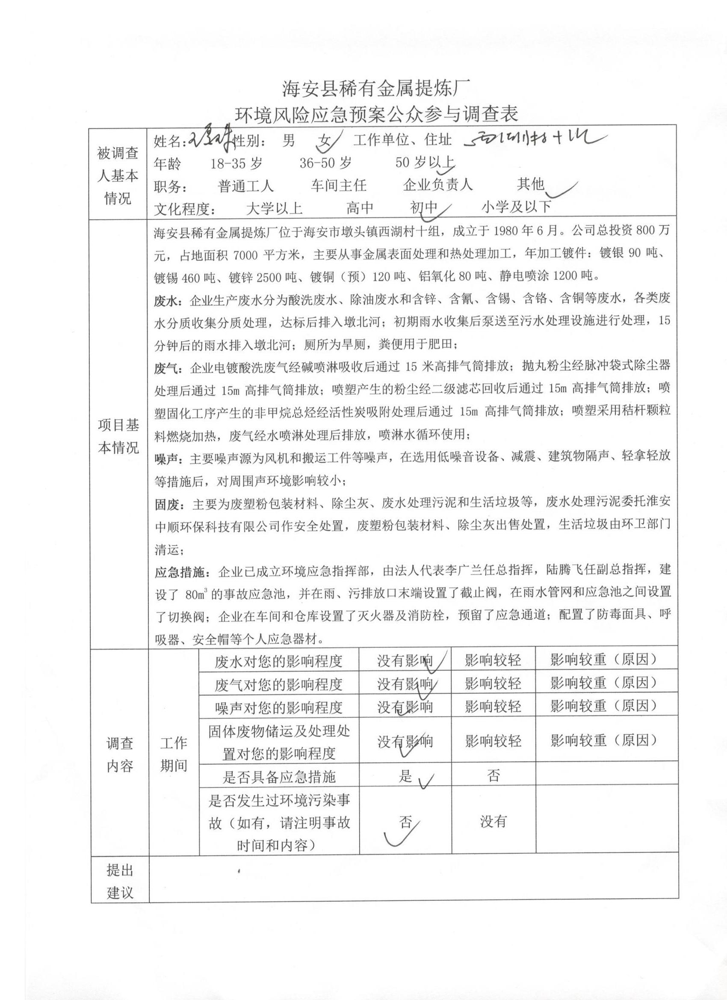 海安县稀有金属提炼厂
环境风险应急预案公众参与调查表
被调查
人基本
情况
姓名: 性别: 男 女 工作单位、住址 西湖村十
年龄 18-35 岁 36-50 岁 50 岁以上
职务: 普通工人 车间主任 企业负责人 其他
文化程度: 大学以上 高中 初中 小学及以下
项目基
本情况
海安县稀有金属提炼厂位于海安市墩头镇西湖村十组，成立于 1980 年 6 月。公司总投资 800 万
元，占地面积 7000 平方米，主要从事金属表面处理和热处理加工，年加工镀件：镀银 90 吨、
镀锡 460 吨、镀锌 2500 吨、镀铜（预）120 吨、铝氧化 80 吨、静电喷涂 1200 吨。
废水：企业生产废水分为酸洗废水、除油废水和含锌、含氰、含锡、含铬、含铜等废水，各类废
水分质收集分质处理，达标后排入墩北河；初期雨水收集后泵送至污水处理设施进行处理，15
分钟后的雨水排入墩北河；厕所为旱厕，粪便用于肥田；
废气：企业电镀酸洗废气经碱喷淋吸收后通过 15 米高排气筒排放；抛丸粉尘经脉冲袋式除尘器
处理后通过 15m 高排气筒排放；喷塑产生的粉尘经二级滤芯回收后通过 15m 高排气筒排放；喷
塑固化工序产生的非甲烷总烃经活性炭吸附处理后通过 15m 高排气筒排放；喷塑采用秸杆颗粒
料燃烧加热，废气经水喷淋处理后排放，喷淋水循环使用；
噪声：主要噪声源为风机和搬运工件等噪声，在选用低噪音设备、减震、建筑物隔声、轻拿轻放
等措施后，对周围声环境影响较小；
固废：主要为废塑粉包装材料、除尘灰、废水处理污泥和生活垃圾等，废水处理污泥委托淮安
中顺环保科技有限公司作安全处置，废塑粉包装材料、除尘灰出售处置，生活垃圾由环卫部门
清运；
应急措施：企业已成立环境应急指挥部，由法人代表李广兰任总指挥，陆腾飞任副总指挥，建
设了 80m³的事故应急池，并在雨、污排放口末端设置了截止阀，在雨水管网和应急池之间设置
了切换阀；企业在车间和仓库设置了灭火器及消防栓，预留了应急通道；配置了防毒面具、呼
吸器、安全帽等个人应急器材。
调查
内容
工作
期间
废水对您的影响程度 没有影响 影响较轻 影响较重（原因）
废气对您的影响程度 没有影响 影响较轻 影响较重（原因）
噪声对您的影响程度 没有影响 影响较轻 影响较重（原因）
固体废物储运及处理处
置对您的影响程度 没有影响 影响较轻 影响较重（原因）
是否具备应急措施 是 否
是否发生过环境污染事
故（如有，请注明事故
时间和内容） 否 没有
提出
建议